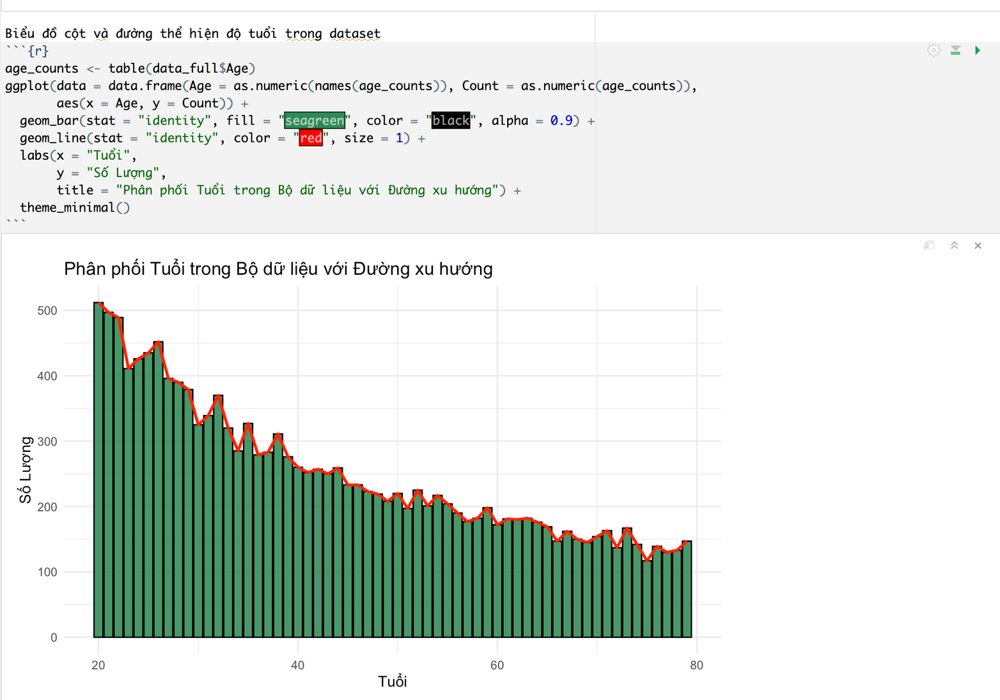 Biểu đồ cột và đường thể hiện độ tuổi trong dataset
```{r}
age_counts <- table(data_full$Age)
ggplot(data = data.frame(Age = as.numeric(names(age_counts)), Count = as.numeric(age_counts)),
       aes(x = Age, y = Count)) +
  geom_bar(stat = "identity", fill = "seagreen", color = "black", alpha = 0.9) +
  geom_line(stat = "identity", color = "red", size = 1) +
  labs(x = "Tuổi",
       y = "Số Lượng",
       title = "Phân phối Tuổi trong Bộ dữ liệu với Đường xu hướng") +
  theme_minimal()
```
Phân phối Tuổi trong Bộ dữ liệu với Đường xu hướng
Số Lượng
500
400
300
200
100
0
20 40 60 80
Tuổi